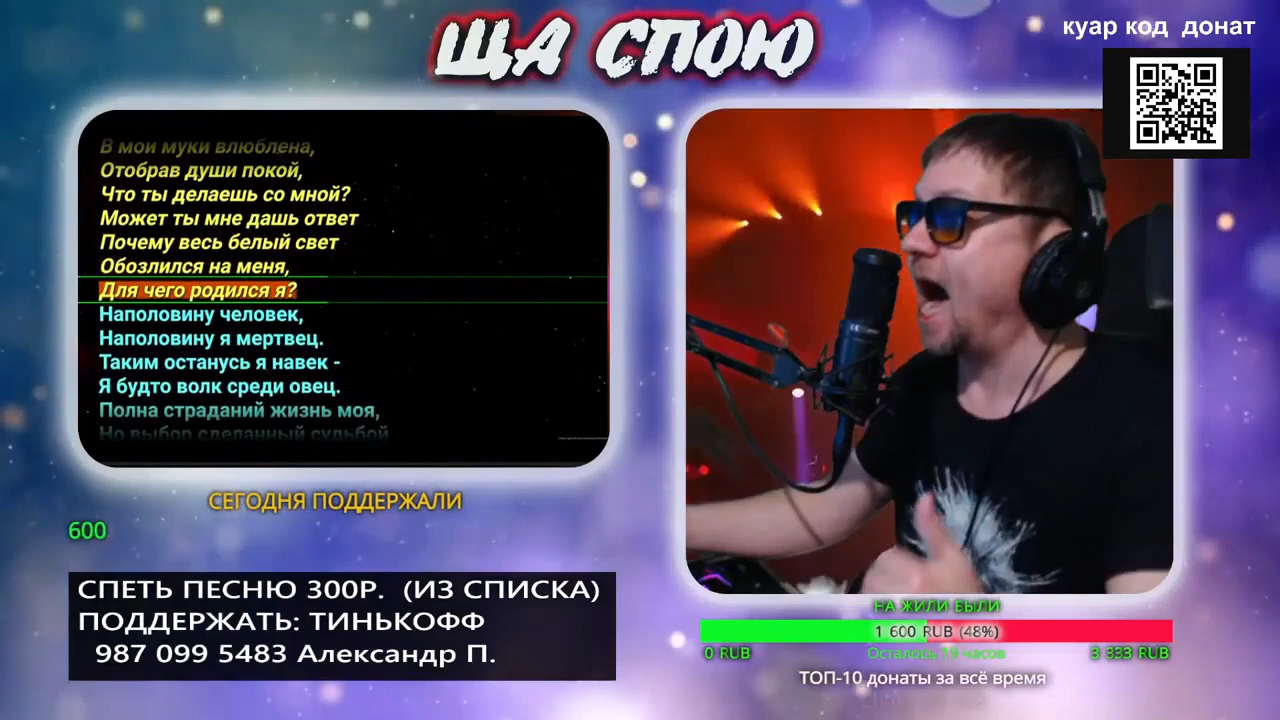 ЩА СПОЮ
куар код донат
В мои муки влюблена,
Отобрав души покой,
Что ты делаешь со мной?
Может ты мне дашь ответ
Почему весь белый свет
Обозлился на меня,
Для чего родился я?
Наполовину человек,
Наполовину я мертвец.
Таким останусь я навек -
Я будто волк среди овец.
Полна страданий жизнь моя,
Но выбор сделанный судьбой
СЕГОДНЯ ПОДДЕРЖАЛИ
600
СПЕТЬ ПЕСНЮ 300Р. (ИЗ СПИСКА)
ПОДДЕРЖАТЬ: ТИНЬКОФФ
987 099 5483 Александр П.
НА ЖИЛИ БЫЛИ
1 600 RUB (48%)
0 RUB
Осталось 19 часов
3 333 RUB
ТОП-10 донаты за всё время